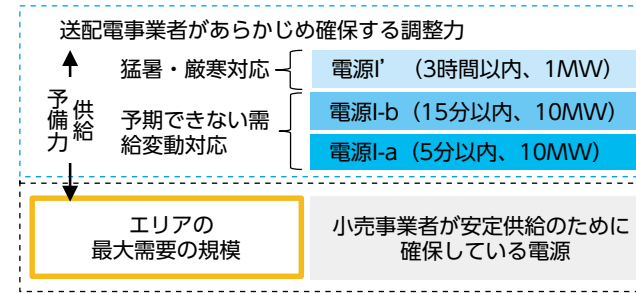 送配電事業者があらかじめ確保する調整力
猛暑・厳寒対応
電源I’（3時間以内、1MW）
供給
予備力
予期できない需
給変動対応
電源I-b（15分以内、10MW）
電源I-a（5分以内、10MW）
エリアの
最大需要の規模
小売事業者が安定供給のために
確保している電源